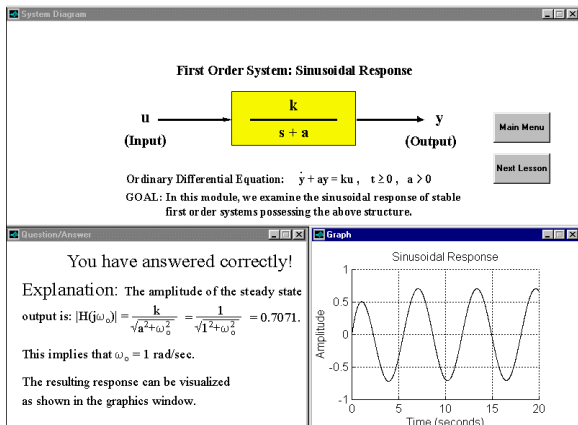 System Diagram
First Order System: Sinusoidal Response
k
u
y
s + a
(Input)
(Output)
Main Menu
Next Lesson
Ordinary Differential Equation: ẏ + ay = ku , t ≥ 0 , a > 0
GOAL: In this module, we examine the sinusoidal response of stable
first order systems possessing the above structure.
Question/Answer
You have answered correctly!
Explanation: The amplitude of the steady state
output is: |H(jω₀)| = k / √a²+ω₀² = 1 / √1²+ω₀² = 0.7071.
This implies that ω₀ = 1 rad/sec.
The resulting response can be visualized
as shown in the graphics window.
Graph
Sinusoidal Response
1
0.5
0
-0.5
-1
Amplitude
0 5 10 15 20
Time (seconds)